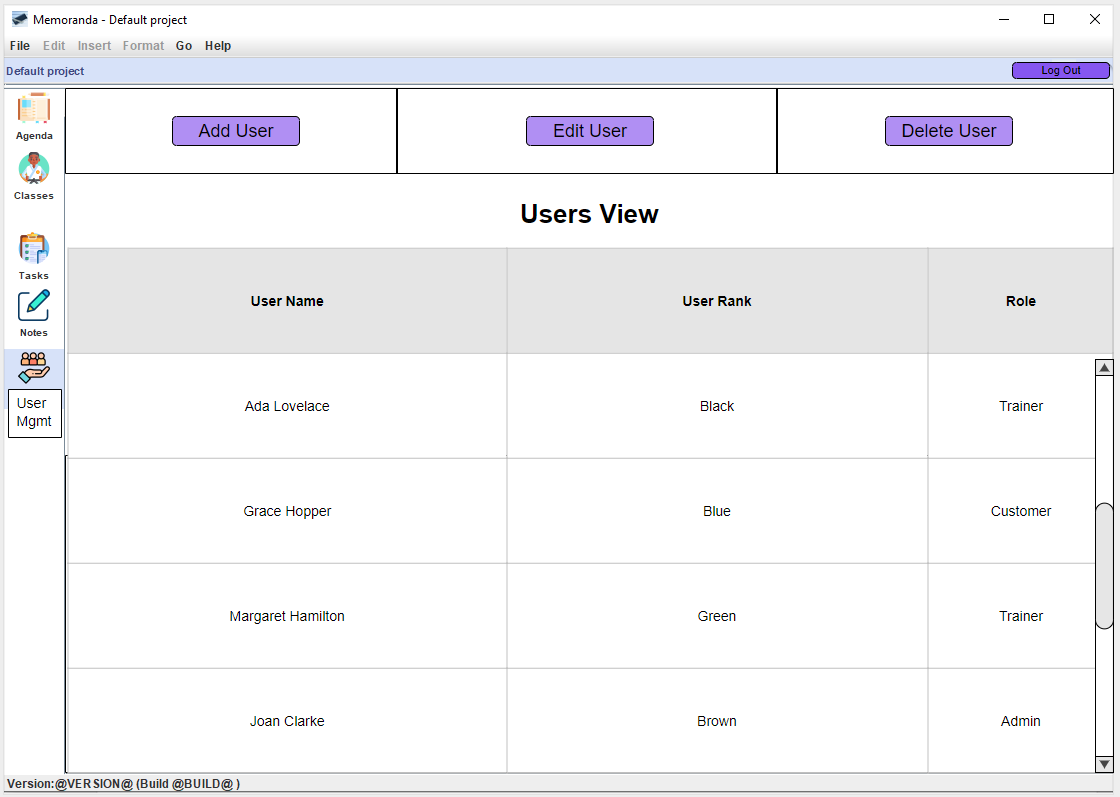 Memoranda - Default project
File Edit Insert Format Go Help
Default project
Log Out
Agenda
Classes
Tasks
Notes
User
Mgmt
Add User
Edit User
Delete User
Users View
User Name User Rank Role
Ada Lovelace Black Trainer
Grace Hopper Blue Customer
Margaret Hamilton Green Trainer
Joan Clarke Brown Admin
Version:@VERSION@ (Build @BUILD@ )